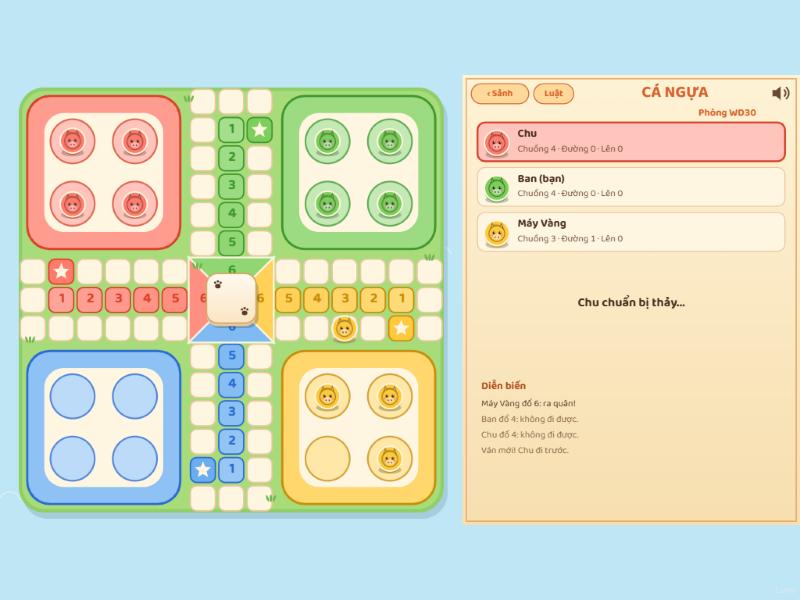 ‹ Sảnh
Luật
CÁ NGỰA
Phòng WD30
Chu
Chuồng 4 · Đường 0 · Lên 0
Ban (bạn)
Chuồng 4 · Đường 0 · Lên 0
Máy Vàng
Chuồng 3 · Đường 1 · Lên 0
Chu chuẩn bị thảy...
Diễn biến
Máy Vàng đổ 6: ra quân!
Ban đổ 4: không đi được.
Chu đổ 4: không đi được.
Ván mới! Chu đi trước.
1
2
3
4
5
6
1 2 3 4 5 6
6 5 4 3 2 1
6
5
4
3
2
1